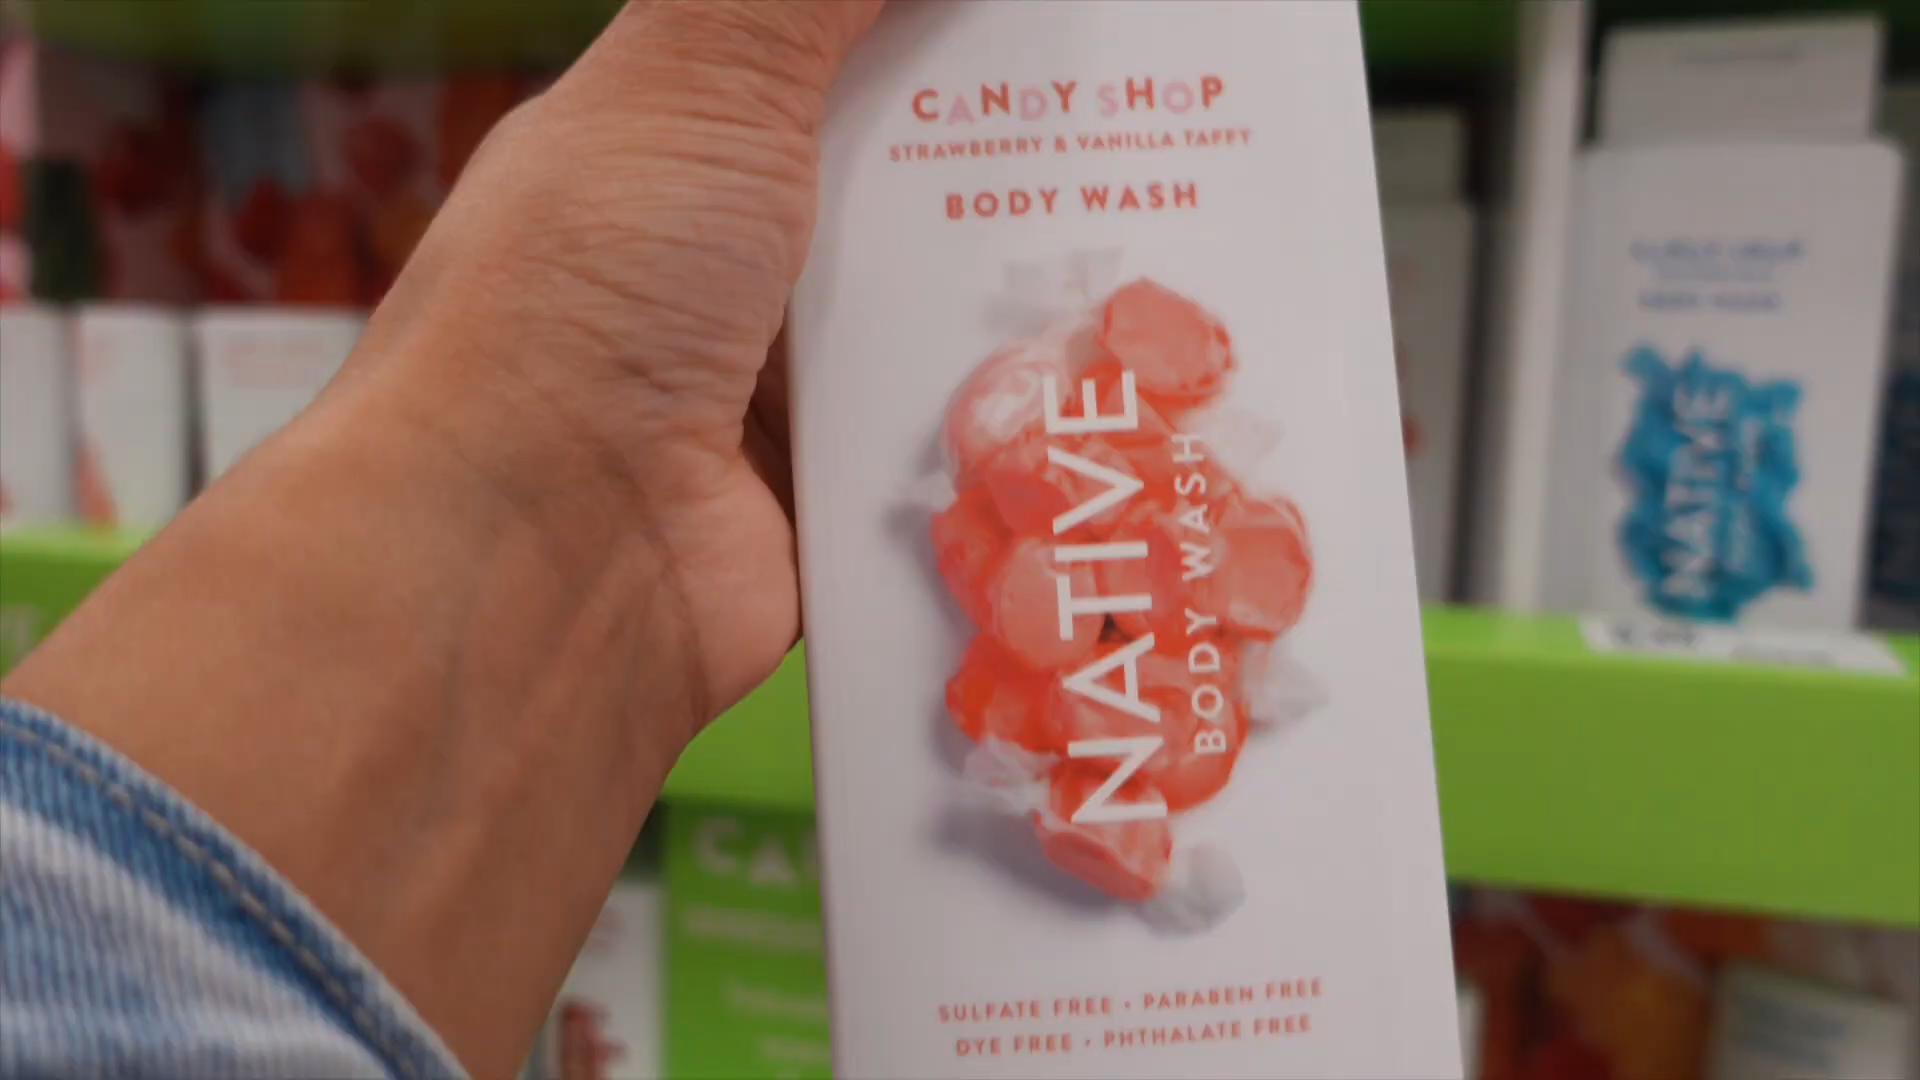 CANDY SHOP
STRAWBERRY & VANILLA TAFFY
BODY WASH
NATIVE
BODY WASH
SULFATE FREE • PARABEN FREE
DYE FREE • PHTHALATE FREE
NATIVE